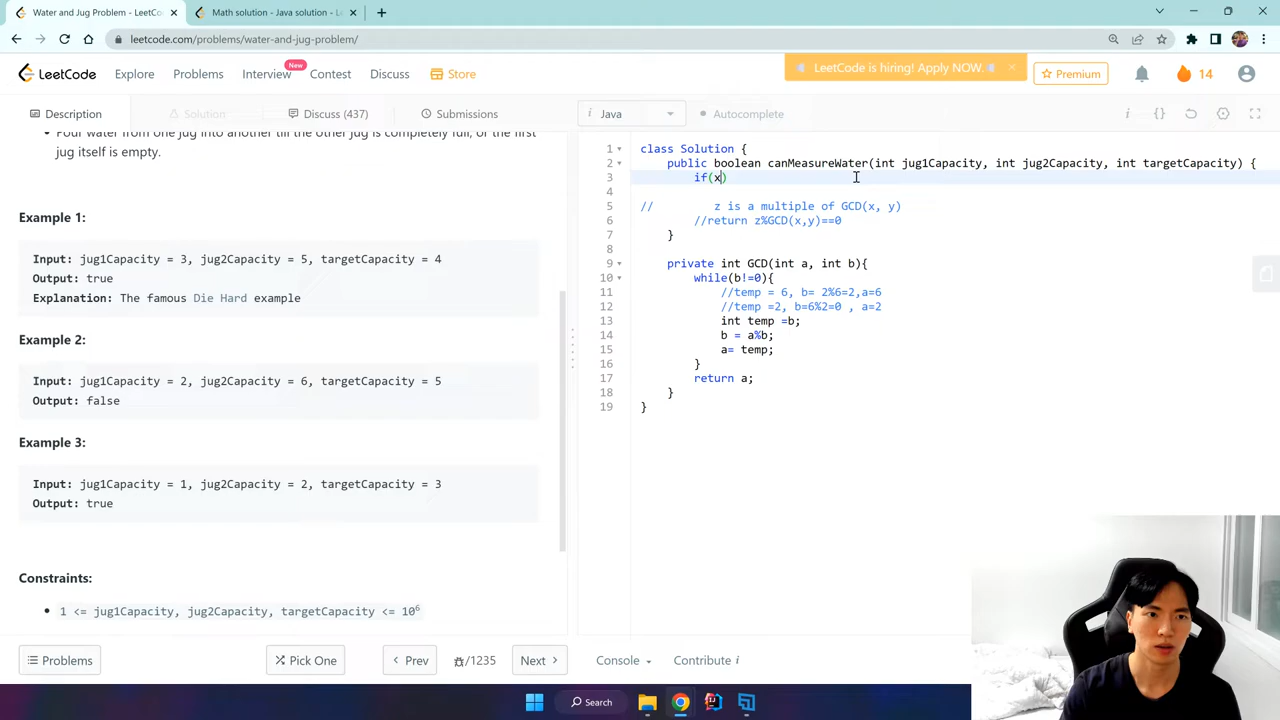 Water and Jug Problem - LeetCo
Math solution - Java solution - L
leetcode.com/problems/water-and-jug-problem/
LeetCode
Explore
Problems
Interview
New
Contest
Discuss
Store
LeetCode is hiring! Apply NOW.
Premium
14
Description
Solution
Discuss (437)
Submissions
i Java
Autocomplete
Pour water from one jug into another till the other jug is completely full, or the first
jug itself is empty.
Example 1:
Input: jug1Capacity = 3, jug2Capacity = 5, targetCapacity = 4
Output: true
Explanation: The famous Die Hard example
Example 2:
Input: jug1Capacity = 2, jug2Capacity = 6, targetCapacity = 5
Output: false
Example 3:
Input: jug1Capacity = 1, jug2Capacity = 2, targetCapacity = 3
Output: true
Constraints:
1 <= jug1Capacity, jug2Capacity, targetCapacity <= 10⁶
1 class Solution {
2 public boolean canMeasureWater(int jug1Capacity, int jug2Capacity, int targetCapacity) {
3 if(x)
4
5 // z is a multiple of GCD(x, y)
6 //return z%GCD(x,y)==0
7 }
8
9 private int GCD(int a, int b){
10 while(b!=0){
11 //temp = 6, b= 2%6=2,a=6
12 //temp =2, b=6%2=0 , a=2
13 int temp =b;
14 b = a%b;
15 a= temp;
16 }
17 return a;
18 }
19 }
Problems
Pick One
Prev
/1235
Next
Console
Contribute i
Search